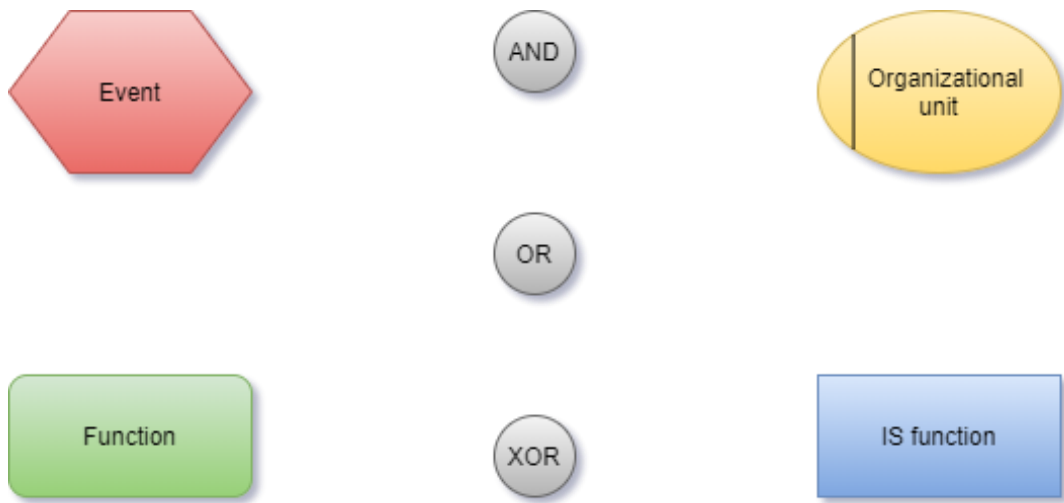 Event
AND
Organizational
unit
OR
Function
XOR
IS function